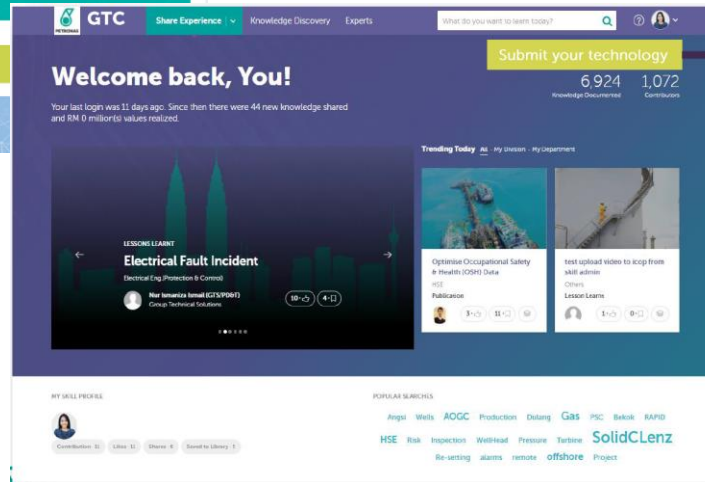 PETRONAS
GTC
Share Experience
Knowledge Discovery
Experts
What do you want to learn today?
Submit your technology
Welcome back, You!
Your last login was 11 days ago. Since then there were 44 new knowledge shared
and RM 0 million(s) values realized.
6,924 1,072
Knowledge Documented Contributors
Trending Today All · My Division · My Department
LESSONS LEARNT
Electrical Fault Incident
Electrical Eng.(Protection & Control)
Nur Ismaniza Ismail (GTS/PD&T)
Group Technical Solutions
10
4
Optimise Occupational Safety
& Health (OSH) Data
HSE
Publication
3
11
test upload video to icop from
skill admin
Others
Lesson Learns
1
0
MY SKILL PROFILE
Contribution
Likes
Shares
Saved to Library
POPULAR SEARCHES
Angsi Wells AOGC Production Dulang Gas PSC Bekok RAPID
HSE Risk Inspection WellHead Pressure Turbine SolidCLenz
Re-setting alarms remote offshore Project